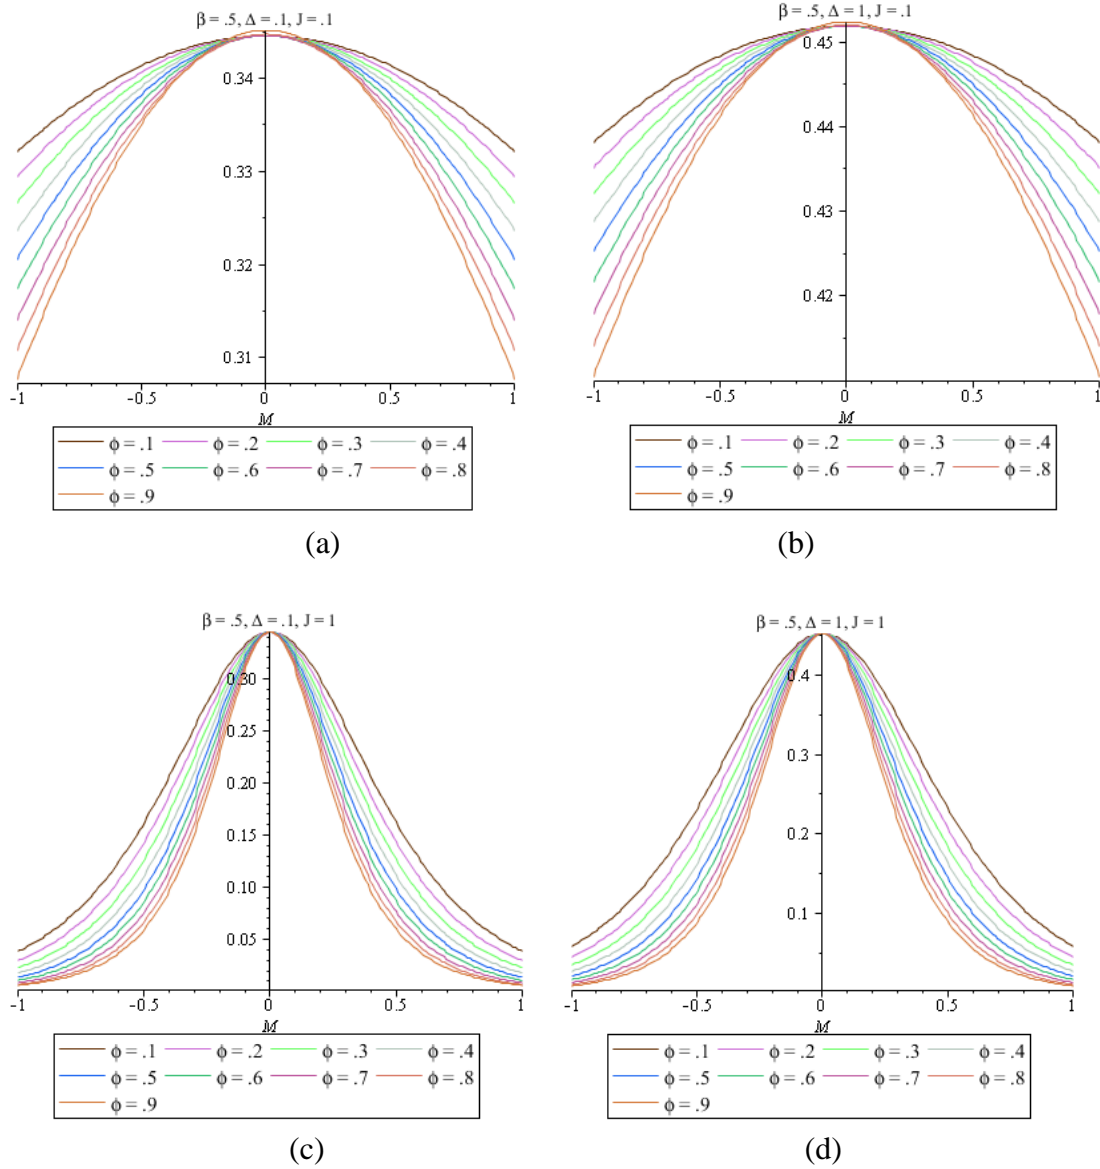 β = .5, Δ = .1, J = .1
0.34
0.33
0.32
0.31
-1 -0.5 0 0.5 1
M
ϕ = .1 ϕ = .2 ϕ = .3 ϕ = .4
ϕ = .5 ϕ = .6 ϕ = .7 ϕ = .8
ϕ = .9
(a)
β = .5, Δ = 1, J = .1
0.45
0.44
0.43
0.42
-1 -0.5 0 0.5 1
M
ϕ = .1 ϕ = .2 ϕ = .3 ϕ = .4
ϕ = .5 ϕ = .6 ϕ = .7 ϕ = .8
ϕ = .9
(b)
β = .5, Δ = .1, J = 1
0.30
0.25
0.20
0.15
0.10
0.05
-1 -0.5 0 0.5 1
M
ϕ = .1 ϕ = .2 ϕ = .3 ϕ = .4
ϕ = .5 ϕ = .6 ϕ = .7 ϕ = .8
ϕ = .9
(c)
β = .5, Δ = 1, J = 1
0.4
0.3
0.2
0.1
-1 -0.5 0 0.5 1
M
ϕ = .1 ϕ = .2 ϕ = .3 ϕ = .4
ϕ = .5 ϕ = .6 ϕ = .7 ϕ = .8
ϕ = .9
(d)